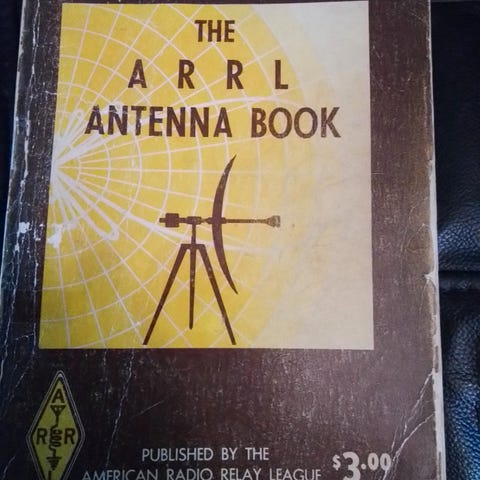 THE
A R R L
ANTENNA BOOK
A
R R
L
PUBLISHED BY THE
AMERICAN RADIO RELAY LEAGUE
$3.00